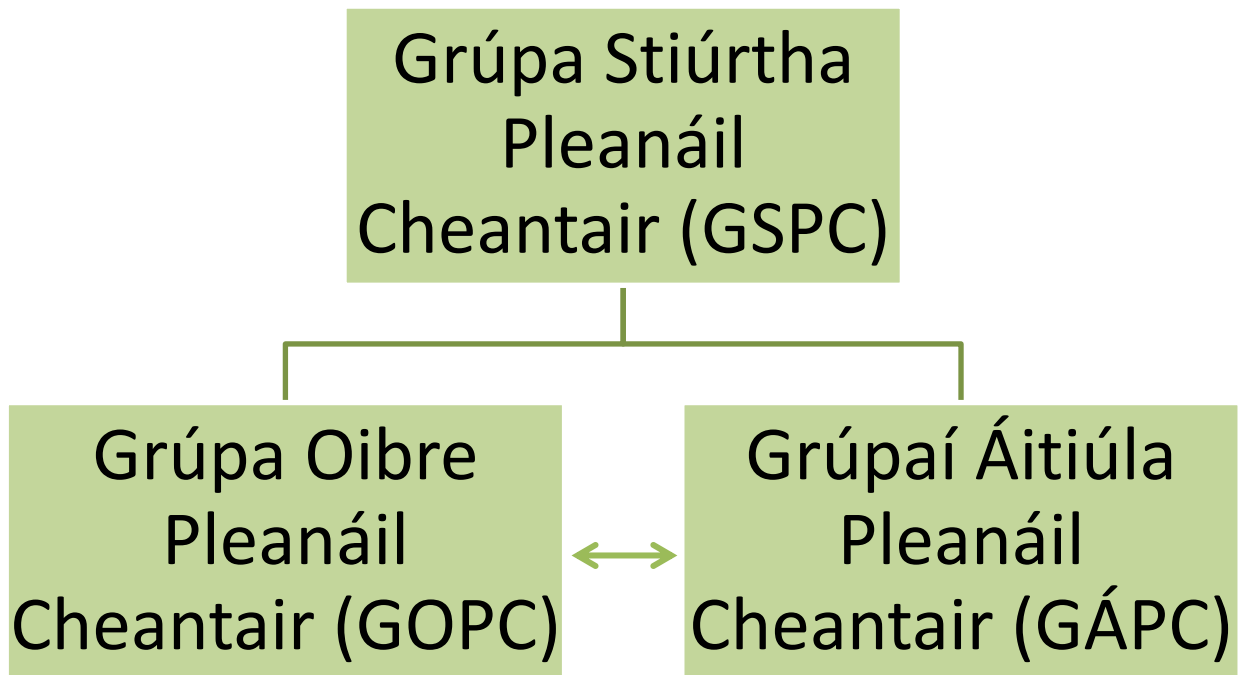 Grúpa Stiúrtha
Pleanáil
Cheantair (GSPC)
Grúpa Oibre
Pleanáil
Cheantair (GOPC)
Grúpaí Áitiúla
Pleanáil
Cheantair (GÁPC)